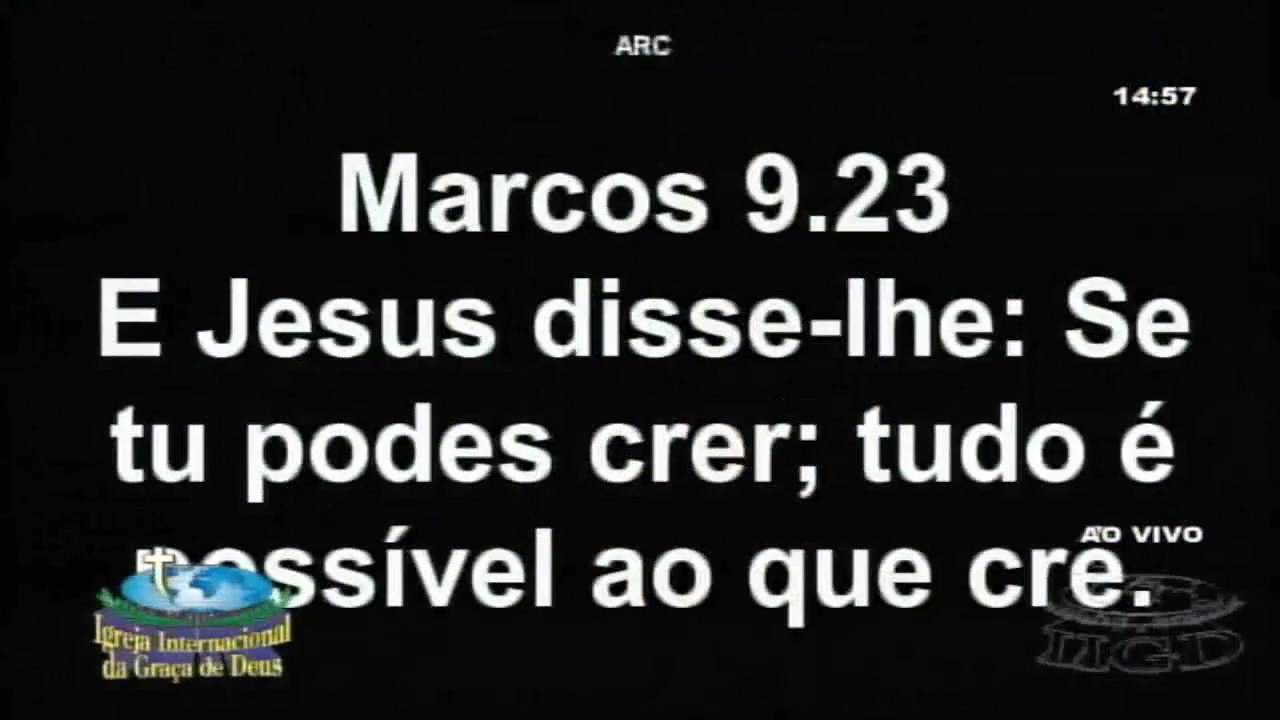 ARC
14:57
Marcos 9.23
E Jesus disse-lhe: Se
tu podes crer; tudo é
possível ao que crê.
AO VIVO
Igreja Internacional
da Graça de Deus
IIGD